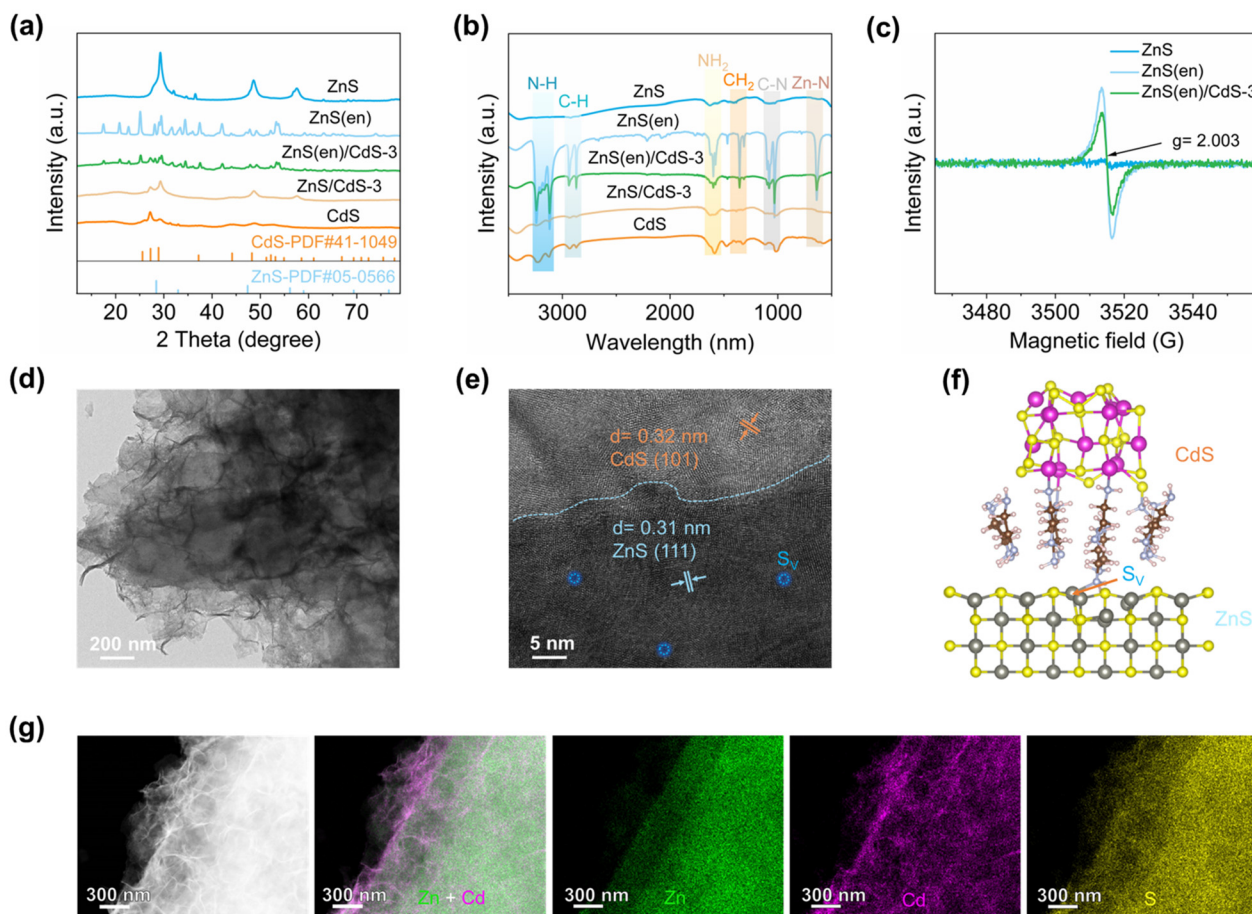 (a)
Intensity (a.u.)
ZnS
ZnS(en)
ZnS(en)/CdS-3
ZnS/CdS-3
CdS
CdS-PDF#41-1049
ZnS-PDF#05-0566
20 30 40 50 60 70
2 Theta (degree)
(b)
Intensity (a.u.)
N-H
C-H
NH₂
CH₂
C-N
Zn-N
ZnS
ZnS(en)
ZnS(en)/CdS-3
ZnS/CdS-3
CdS
3000 2000 1000
Wavelength (nm)
(c)
Intensity (a.u.)
ZnS
ZnS(en)
ZnS(en)/CdS-3
g= 2.003
3480 3510 3540
Magnetic field (G)
(d)
200 nm
(e)
d= 0.32 nm
CdS (101)
d= 0.31 nm
ZnS (111)
Sᵥ
5 nm
(f)
CdS
Sᵥ
ZnS
(g)
300 nm
300 nm Zn + Cd
300 nm Zn
300 nm Cd
300 nm S